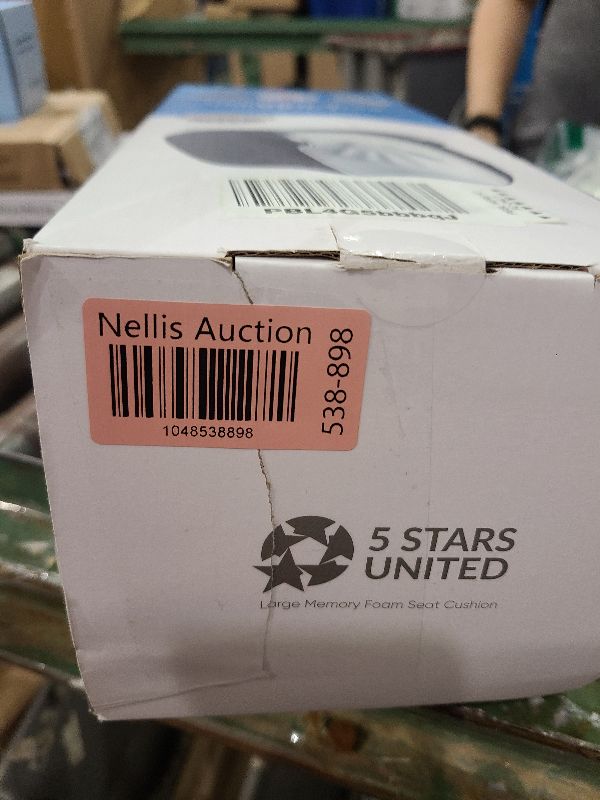 Nellis Auction
1048538898
538-898
5 STARS
UNITED
Large Memory Foam Seat Cushion